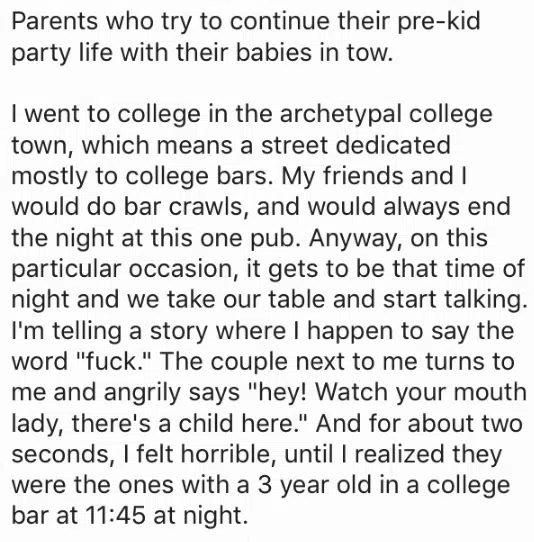 Parents who try to continue their pre-kid
party life with their babies in tow.
I went to college in the archetypal college
town, which means a street dedicated
mostly to college bars. My friends and I
would do bar crawls, and would always end
the night at this one pub. Anyway, on this
particular occasion, it gets to be that time of
night and we take our table and start talking.
I'm telling a story where I happen to say the
word "fuck." The couple next to me turns to
me and angrily says "hey! Watch your mouth
lady, there's a child here." And for about two
seconds, I felt horrible, until I realized they
were the ones with a 3 year old in a college
bar at 11:45 at night.